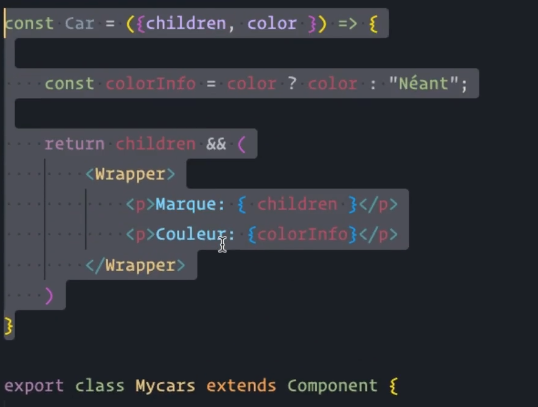 const Car = ({children, color }) => {
const colorInfo = color ? color : "Néant";
return children && (
<Wrapper>
<p>Marque: { children }</p>
<p>Couleur: {colorInfo}</p>
</Wrapper>
)
}
export class Mycars extends Component {